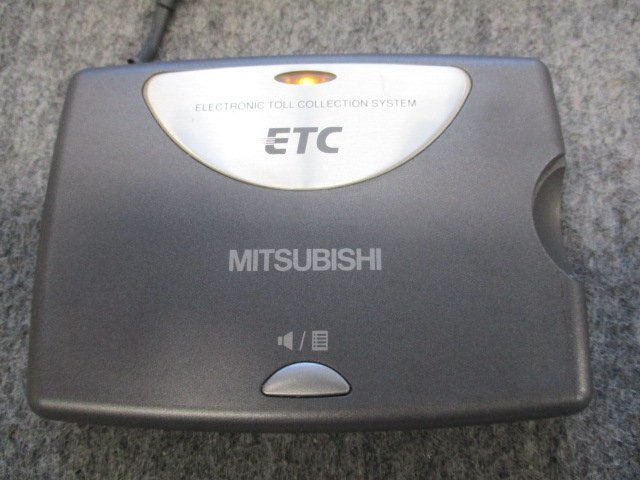 ELECTRONIC TOLL COLLECTION SYSTEM
ETC
MITSUBISHI
/